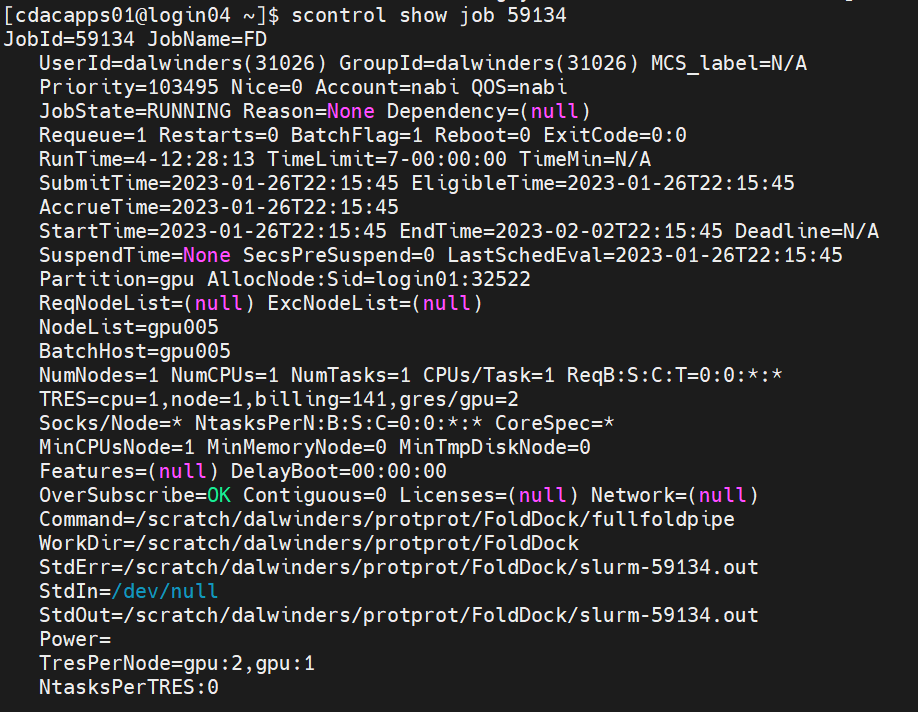 [cdacapps01@login04 ~]$ scontrol show job 59134
JobId=59134 JobName=FD
UserId=dalwinders(31026) GroupId=dalwinders(31026) MCS_label=N/A
Priority=103495 Nice=0 Account=nabi QOS=nabi
JobState=RUNNING Reason=None Dependency=(null)
Requeue=1 Restarts=0 BatchFlag=1 Reboot=0 ExitCode=0:0
RunTime=4-12:28:13 TimeLimit=7-00:00:00 TimeMin=N/A
SubmitTime=2023-01-26T22:15:45 EligibleTime=2023-01-26T22:15:45
AccrueTime=2023-01-26T22:15:45
StartTime=2023-01-26T22:15:45 EndTime=2023-02-02T22:15:45 Deadline=N/A
SuspendTime=None SecsPreSuspend=0 LastSchedEval=2023-01-26T22:15:45
Partition=gpu AllocNode:Sid=login01:32522
ReqNodeList=(null) ExcNodeList=(null)
NodeList=gpu005
BatchHost=gpu005
NumNodes=1 NumCPUs=1 NumTasks=1 CPUs/Task=1 ReqB:S:C:T=0:0:*:*
TRES=cpu=1,node=1,billing=141,gres/gpu=2
Socks/Node=* NtasksPerN:B:S:C=0:0:*:* CoreSpec=*
MinCPUsNode=1 MinMemoryNode=0 MinTmpDiskNode=0
Features=(null) DelayBoot=00:00:00
OverSubscribe=OK Contiguous=0 Licenses=(null) Network=(null)
Command=/scratch/dalwinders/protprot/FoldDock/fullfoldpipe
WorkDir=/scratch/dalwinders/protprot/FoldDock
StdErr=/scratch/dalwinders/protprot/FoldDock/slurm-59134.out
StdIn=/dev/null
StdOut=/scratch/dalwinders/protprot/FoldDock/slurm-59134.out
Power=
TresPerNode=gpu:2,gpu:1
NtasksPerTRES:0